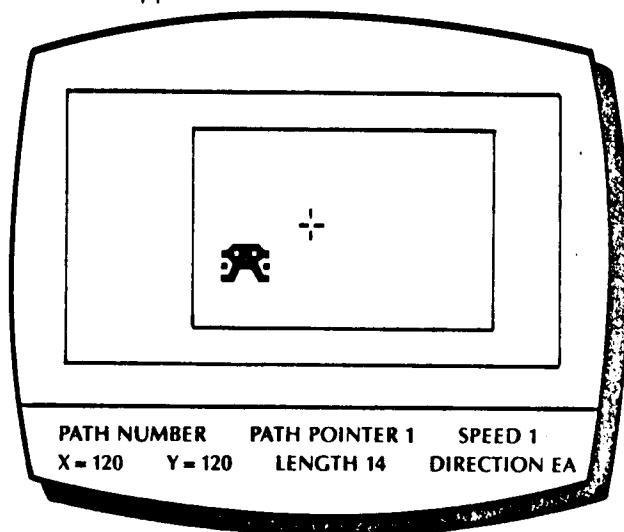 PATH NUMBER PATH POINTER 1 SPEED 1
X = 120 Y = 120 LENGTH 14 DIRECTION EA